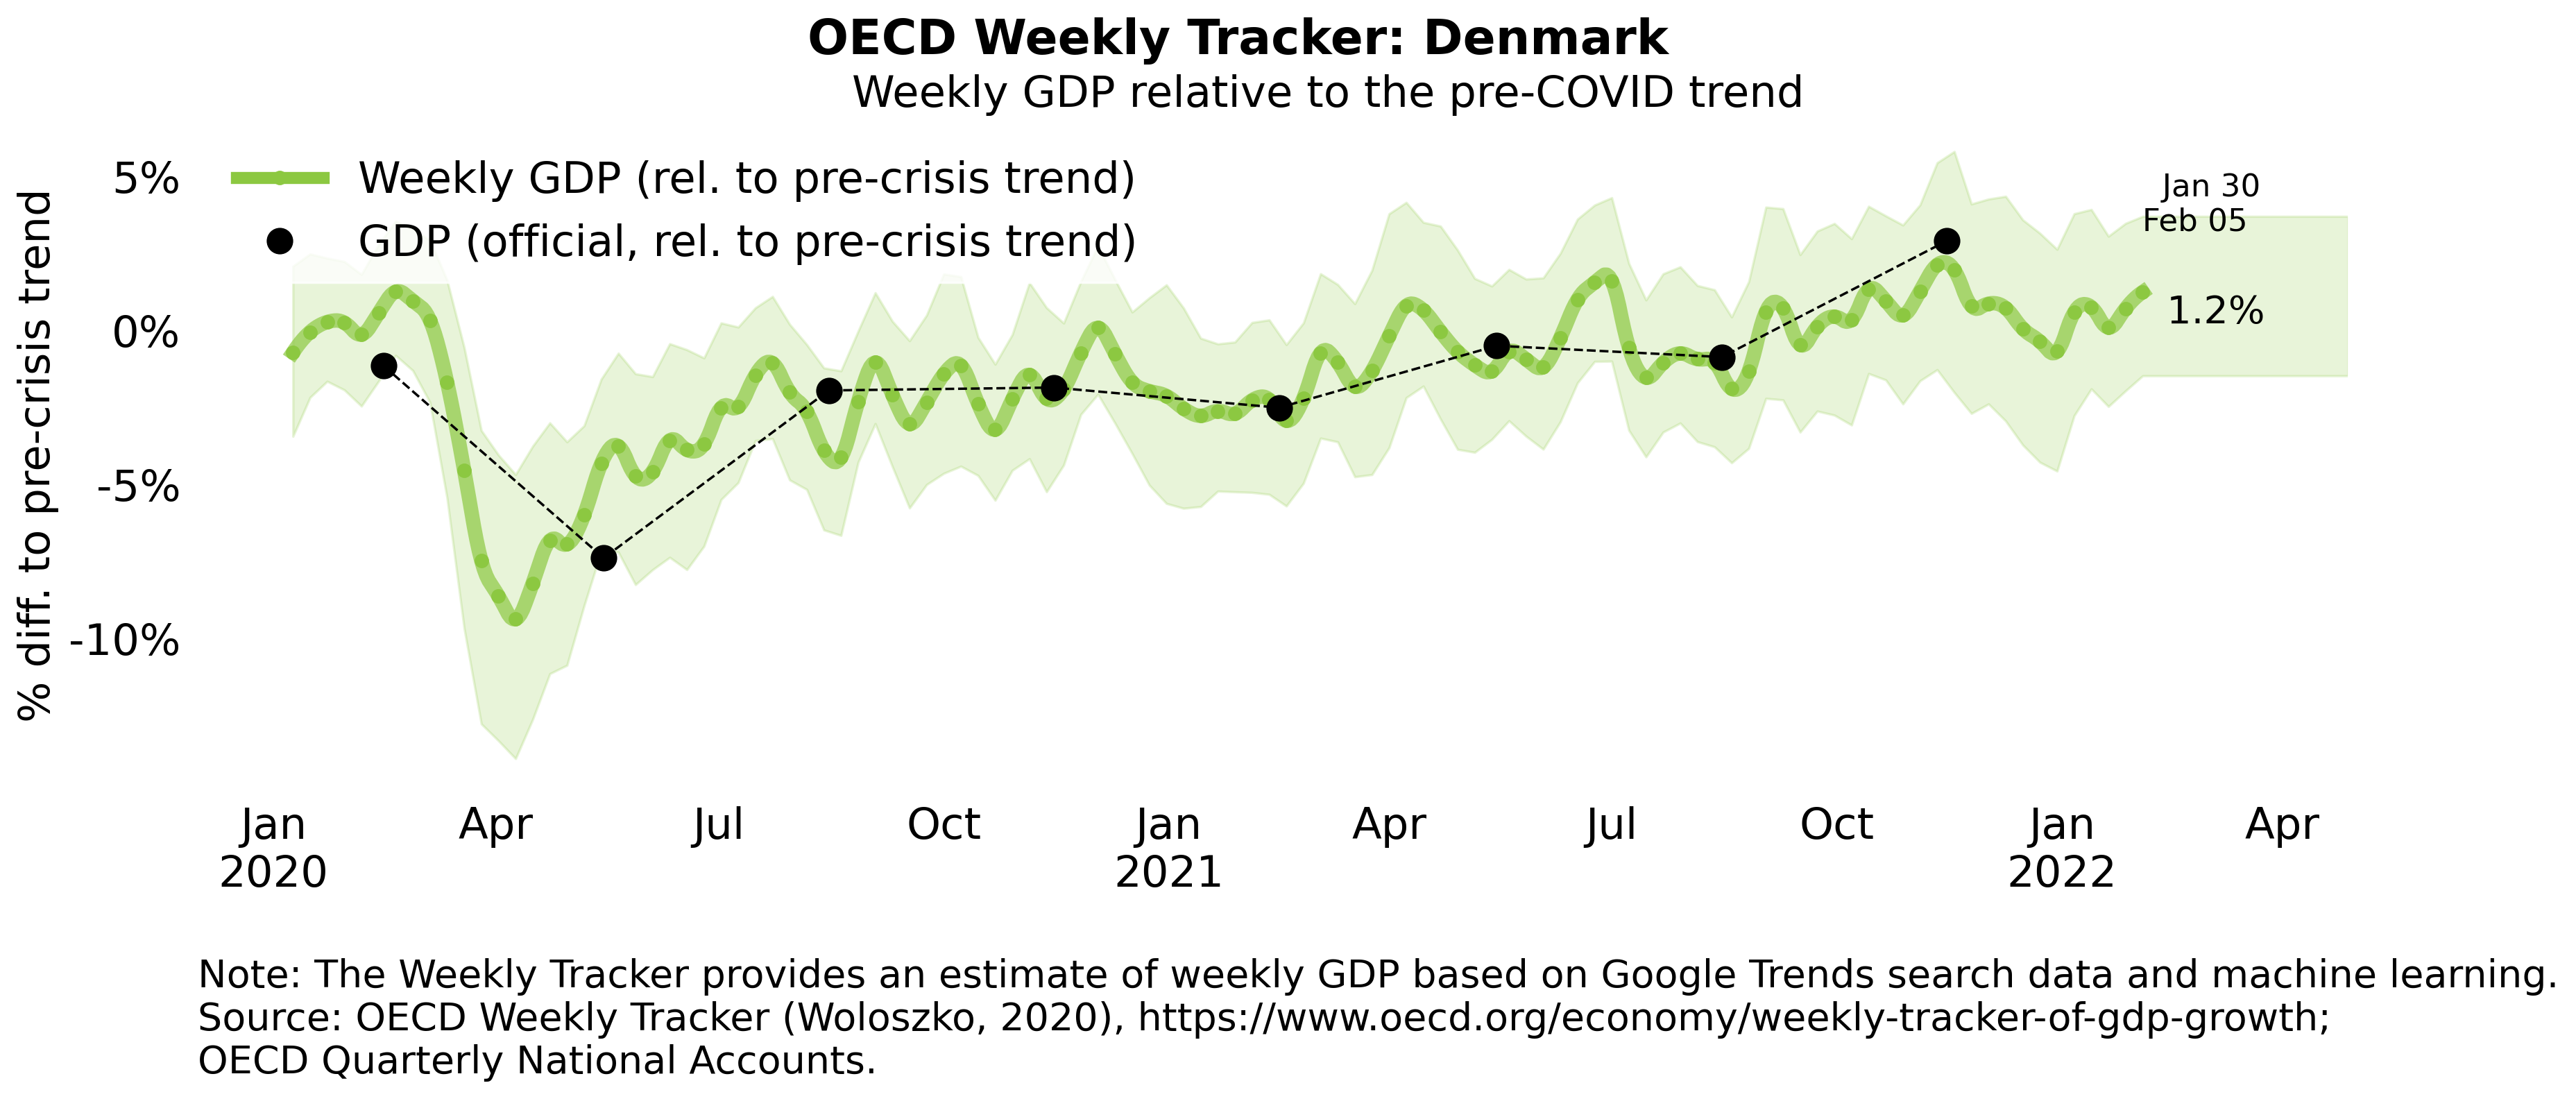 OECD Weekly Tracker: Denmark
Weekly GDP relative to the pre-COVID trend
% diff. to pre-crisis trend
5%
0%
-5%
-10%
Weekly GDP (rel. to pre-crisis trend)
GDP (official, rel. to pre-crisis trend)
Jan 30
Feb 05
1.2%
Jan Apr Jul Oct Jan Apr Jul Oct Jan Apr
2020 2021 2022
Note: The Weekly Tracker provides an estimate of weekly GDP based on Google Trends search data and machine learning.
Source: OECD Weekly Tracker (Woloszko, 2020), https://www.oecd.org/economy/weekly-tracker-of-gdp-growth;
OECD Quarterly National Accounts.